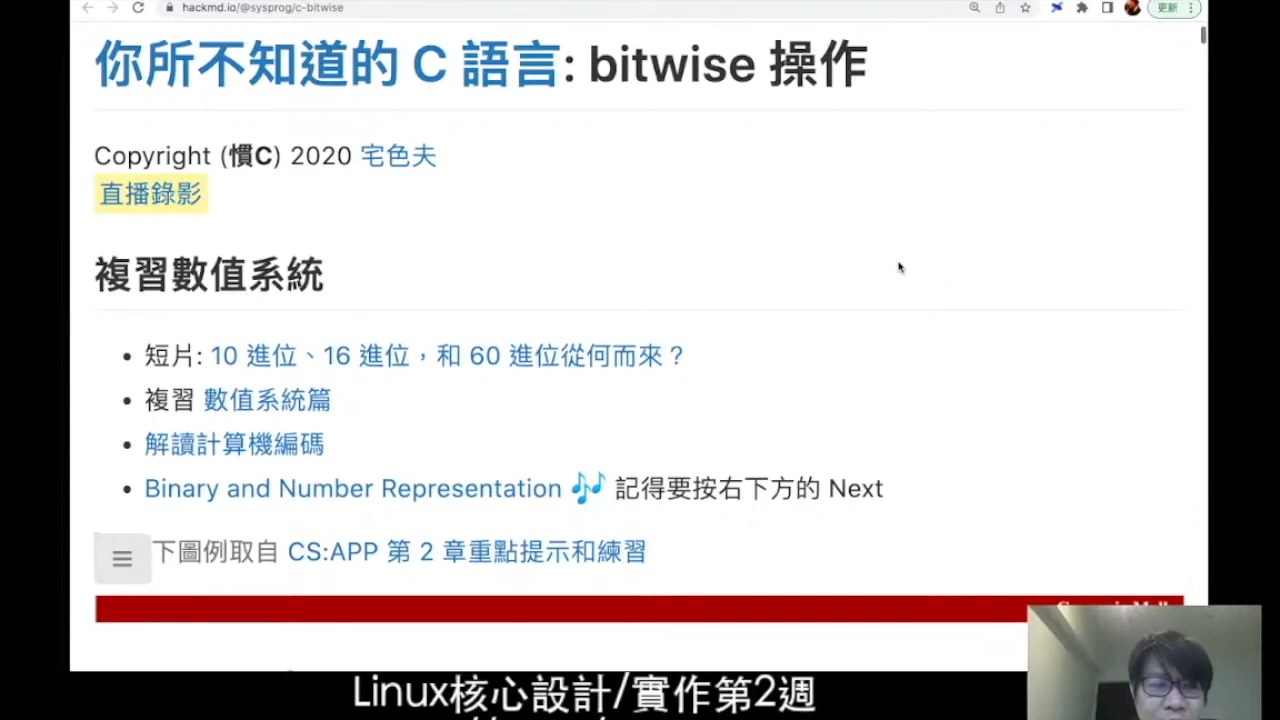 hackmd.io/@sysprog/c-bitwise
更新
你所不知道的 C 語言: bitwise 操作
Copyright (慣C) 2020 宅色夫
直播錄影
複習數值系統
短片: 10 進位、16 進位，和 60 進位從何而來？
複習 數值系統篇
解讀計算機編碼
Binary and Number Representation 🎶 記得要按右下方的 Next
下圖例取自 CS:APP 第 2 章重點提示和練習
Linux核心設計/實作第2週